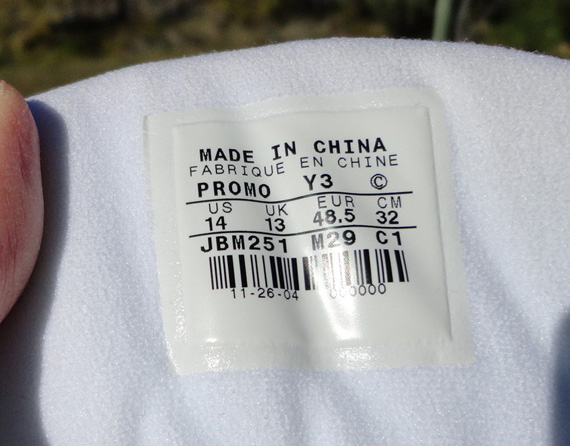 MADE IN CHINA
FABRIQUE EN CHINE
PROMO Y3 ©
US UK EUR CM
14 13 48.5 32
JBM251 M29 C1
11-26-04 000000